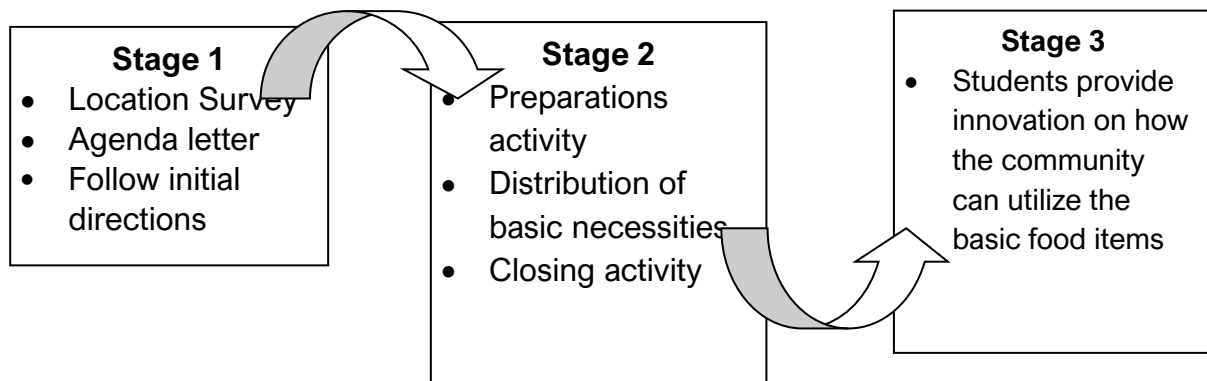 Stage 1
• Location Survey
• Agenda letter
• Follow initial
directions
Stage 2
• Preparations
activity
• Distribution of
basic necessities
• Closing activity
Stage 3
• Students provide
innovation on how
the community
can utilize the
basic food items